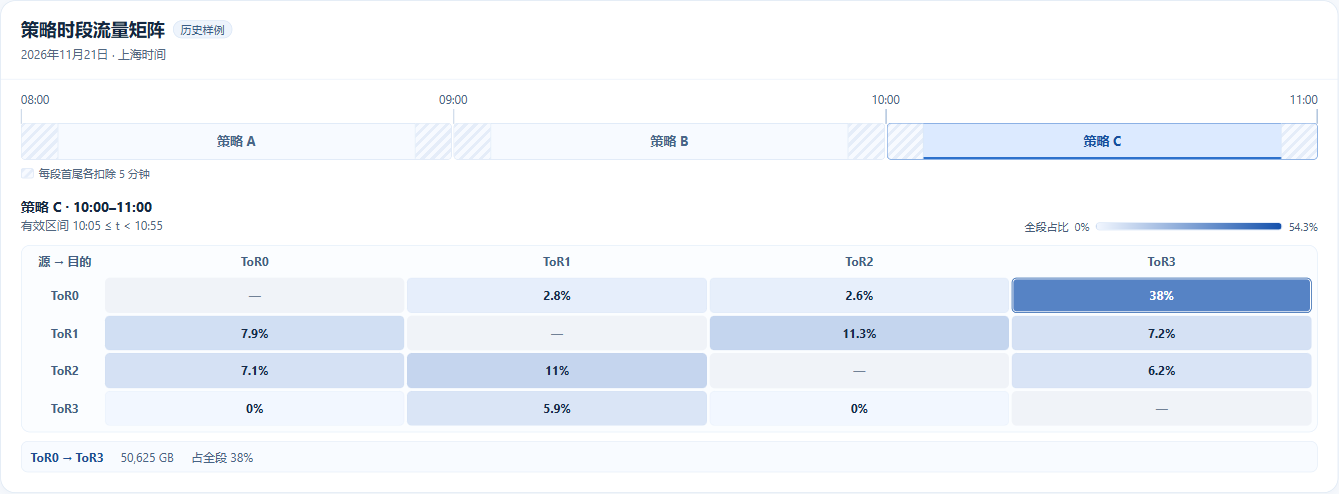 策略时段流量矩阵 历史样例
2026年11月21日 · 上海时间
08:00 09:00 10:00 11:00
策略 A 策略 B 策略 C
每段首尾各扣除 5 分钟
策略 C · 10:00–11:00
有效区间 10:05 ≤ t < 10:55
全段占比 0% 54.3%
源 → 目的 ToR0 ToR1 ToR2 ToR3
ToR0 — 2.8% 2.6% 38%
ToR1 7.9% — 11.3% 7.2%
ToR2 7.1% 11% — 6.2%
ToR3 0% 5.9% 0% —
ToR0 → ToR3 50,625 GB 占全段 38%